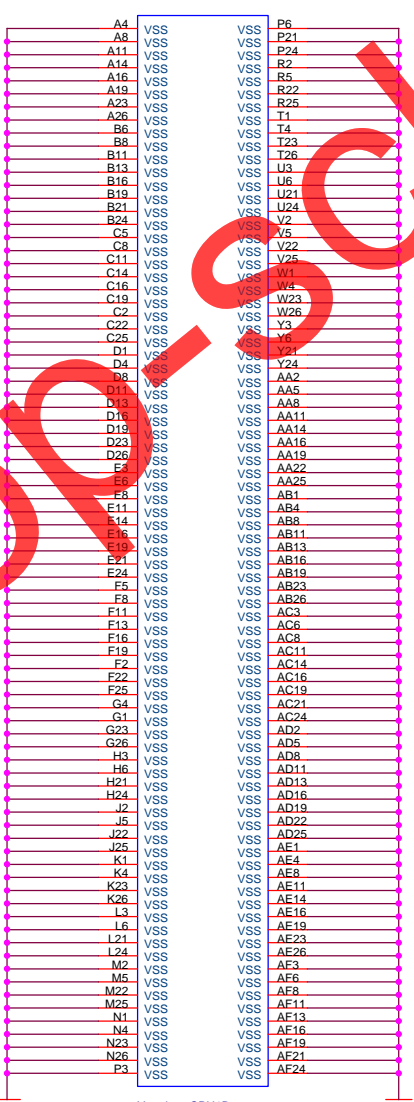 A4 VSS VSS P6
A8 VSS VSS P21
A11 VSS VSS P24
A14 VSS VSS R2
A16 VSS VSS R5
A19 VSS VSS R22
A23 VSS VSS R25
A26 VSS VSS T1
B6 VSS VSS T4
B8 VSS VSS T23
B11 VSS VSS T26
B13 VSS VSS U3
B16 VSS VSS U6
B19 VSS VSS U21
B21 VSS VSS U24
B24 VSS VSS V2
C5 VSS VSS V5
C8 VSS VSS V22
C11 VSS VSS V25
C14 VSS VSS W1
C16 VSS VSS W4
C19 VSS VSS W23
C2 VSS VSS W26
C22 VSS VSS Y3
C25 VSS VSS Y6
D1 VSS VSS Y21
D4 VSS VSS Y24
D8 VSS VSS AA2
D11 VSS VSS AA5
D13 VSS VSS AA8
D16 VSS VSS AA11
D19 VSS VSS AA14
D23 VSS VSS AA16
D26 VSS VSS AA19
E3 VSS VSS AA22
E6 VSS VSS AA25
E8 VSS VSS AB1
E11 VSS VSS AB4
E14 VSS VSS AB8
E16 VSS VSS AB11
E19 VSS VSS AB13
E21 VSS VSS AB16
E24 VSS VSS AB19
F5 VSS VSS AB23
F8 VSS VSS AB26
F11 VSS VSS AC3
F13 VSS VSS AC6
F16 VSS VSS AC8
F19 VSS VSS AC11
F2 VSS VSS AC14
F22 VSS VSS AC16
F25 VSS VSS AC19
G4 VSS VSS AC21
G1 VSS VSS AC24
G23 VSS VSS AD2
G26 VSS VSS AD5
H3 VSS VSS AD8
H6 VSS VSS AD11
H21 VSS VSS AD13
H24 VSS VSS AD16
J2 VSS VSS AD19
J5 VSS VSS AD22
J22 VSS VSS AD25
J25 VSS VSS AE1
K1 VSS VSS AE4
K4 VSS VSS AE8
K23 VSS VSS AE11
K26 VSS VSS AE14
L3 VSS VSS AE16
L6 VSS VSS AE19
L21 VSS VSS AE23
L24 VSS VSS AE26
M2 VSS VSS AF3
M5 VSS VSS AF6
M22 VSS VSS AF8
M25 VSS VSS AF11
N1 VSS VSS AF13
N4 VSS VSS AF16
N23 VSS VSS AF19
N26 VSS VSS AF21
P3 VSS VSS AF24